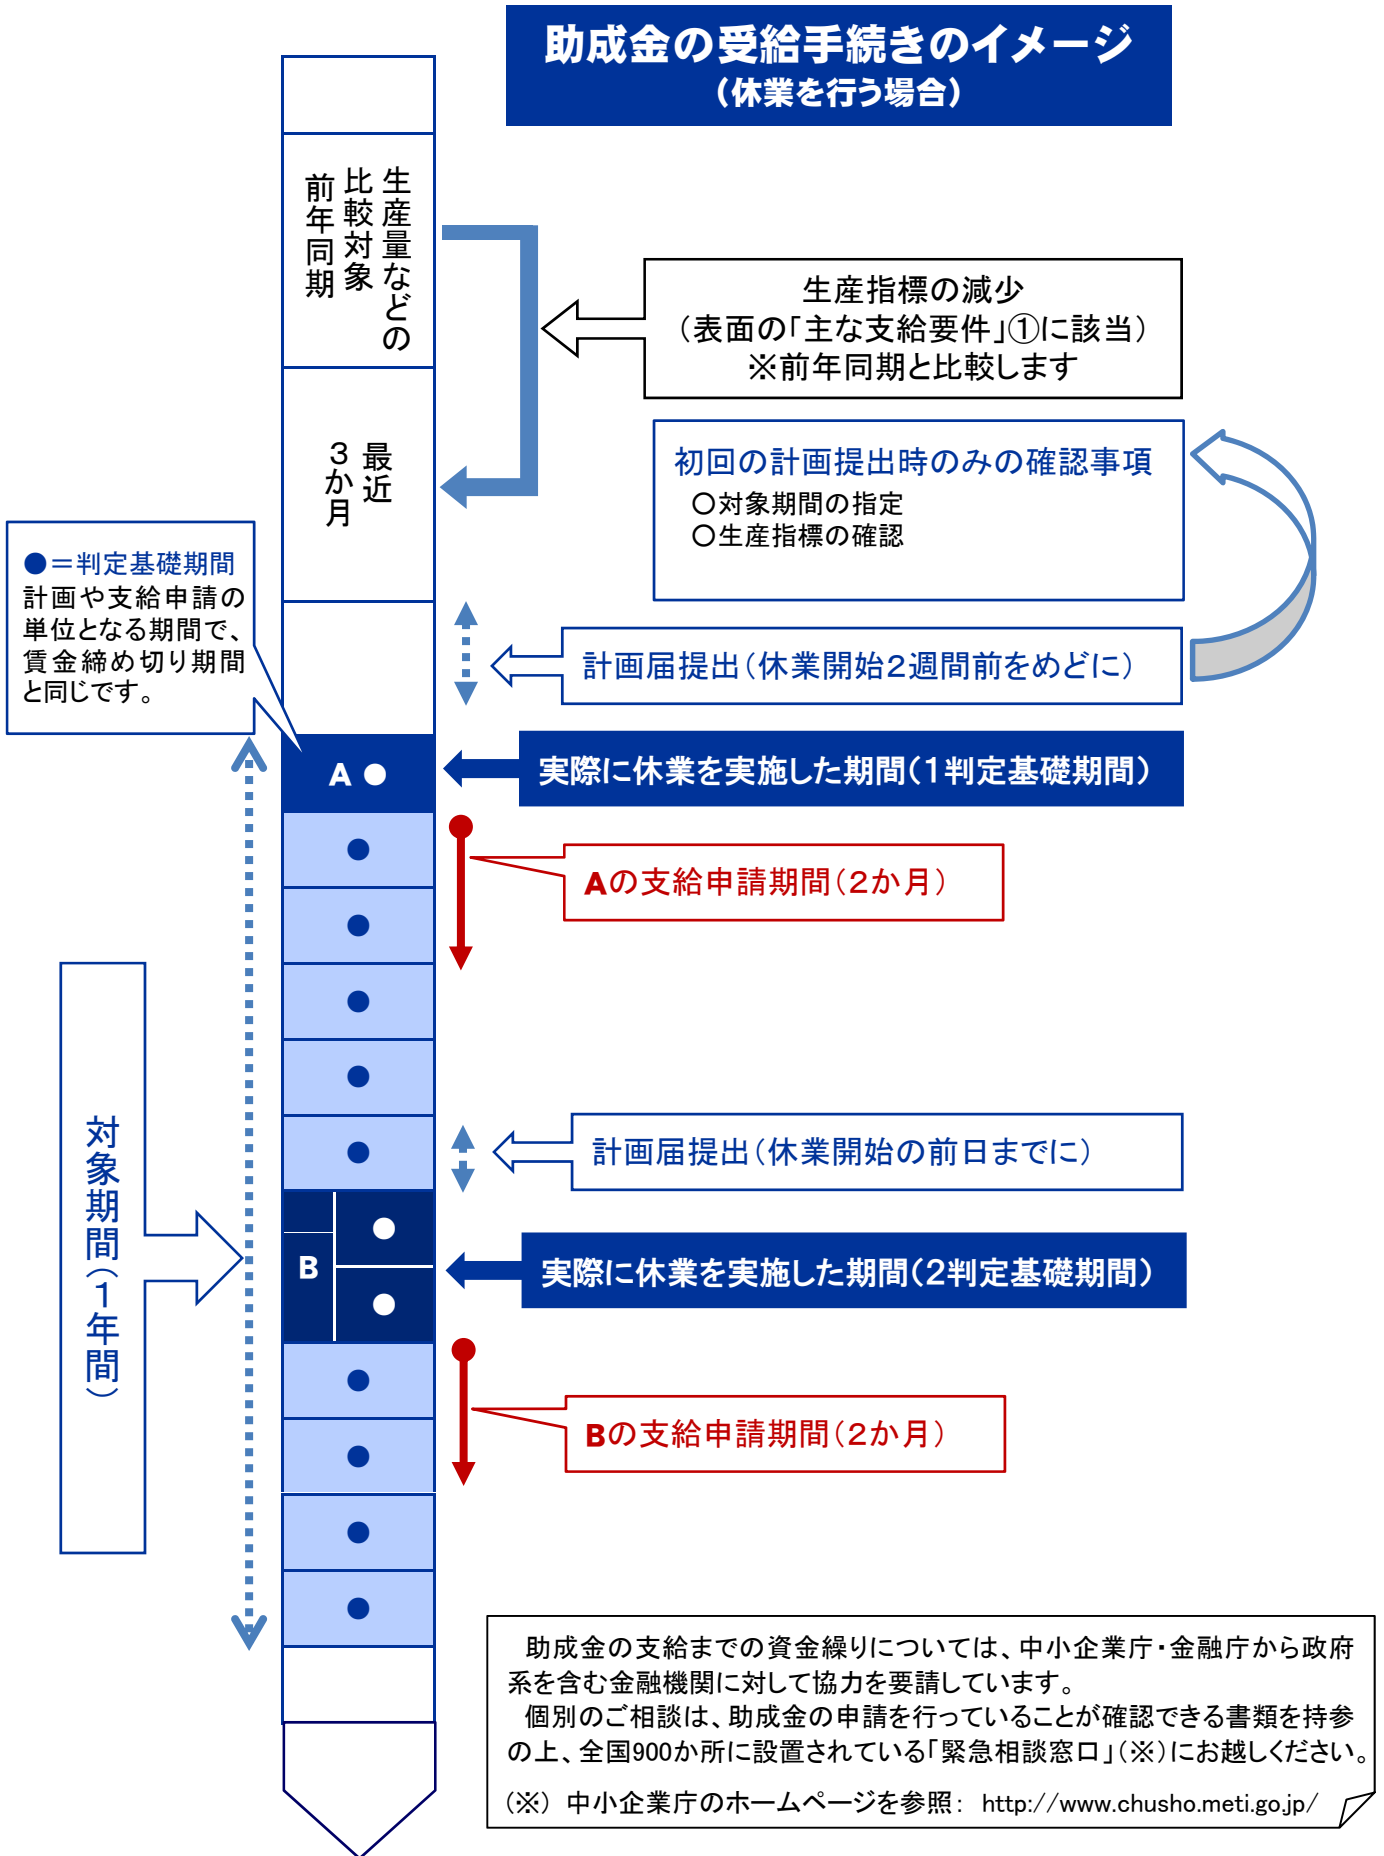 助成金の受給手続きのイメージ
（休業を行う場合）
生産量などの
比較対象
前年同期
生産指標の減少
（表面の「主な支給要件」①に該当）
※前年同期と比較します
最近
３か月
初回の計画提出時のみの確認事項
○対象期間の指定
○生産指標の確認
●＝判定基礎期間
計画や支給申請の
単位となる期間で、
賃金締め切り期間
と同じです。
計画届提出（休業開始２週間前をめどに）
A ●
実際に休業を実施した期間（１判定基礎期間）
●
Aの支給申請期間（２か月）
●
●
●
●
計画届提出（休業開始の前日までに）
対象期間（１年間）
●
B
●
実際に休業を実施した期間（２判定基礎期間）
●
Bの支給申請期間（２か月）
●
●
●
助成金の支給までの資金繰りについては、中小企業庁・金融庁から政府
系を含む金融機関に対して協力を要請しています。
個別のご相談は、助成金の申請を行っていることが確認できる書類を持参
の上、全国900か所に設置されている「緊急相談窓口」（※）にお越しください。
（※） 中小企業庁のホームページを参照： http://www.chusho.meti.go.jp/